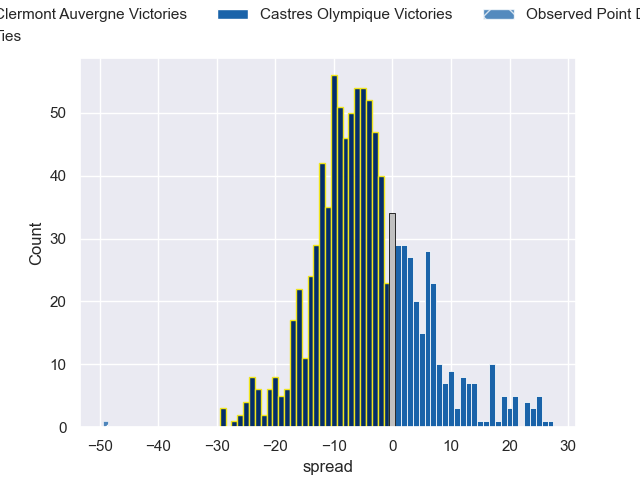 Clermont Auvergne Victories Castres Olympique Victories Observed Point D
Ties
50
40
30
20
10
0
Count
−50 −40 −30 −20 −10 0 10 20 30
spread